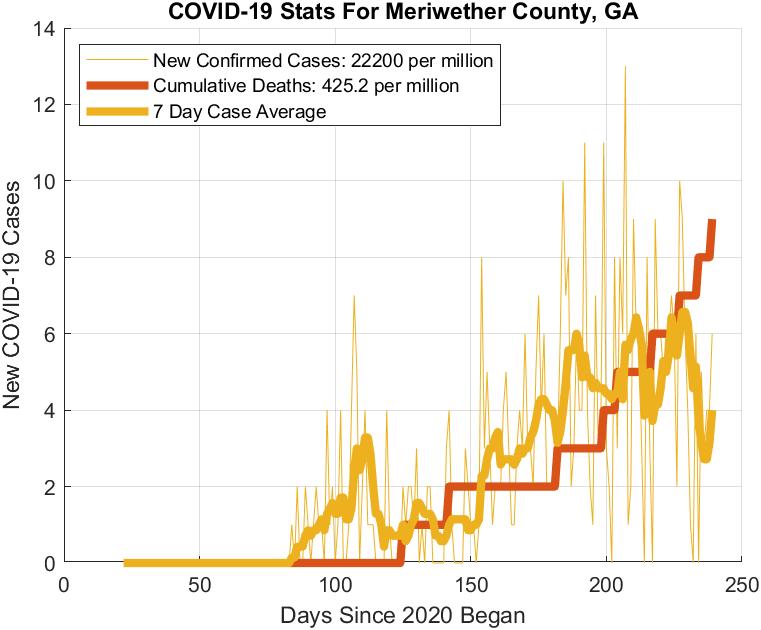 COVID-19 Stats For Meriwether County, GA
New Confirmed Cases: 22200 per million
Cumulative Deaths: 425.2 per million
7 Day Case Average
New COVID-19 Cases
14
12
10
8
6
4
2
0
0 50 100 150 200 250
Days Since 2020 Began